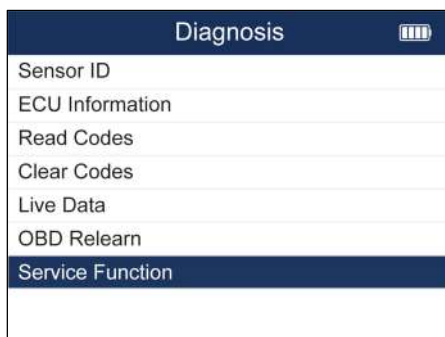 Diagnosis
Sensor ID
ECU Information
Read Codes
Clear Codes
Live Data
OBD Relearn
Service Function